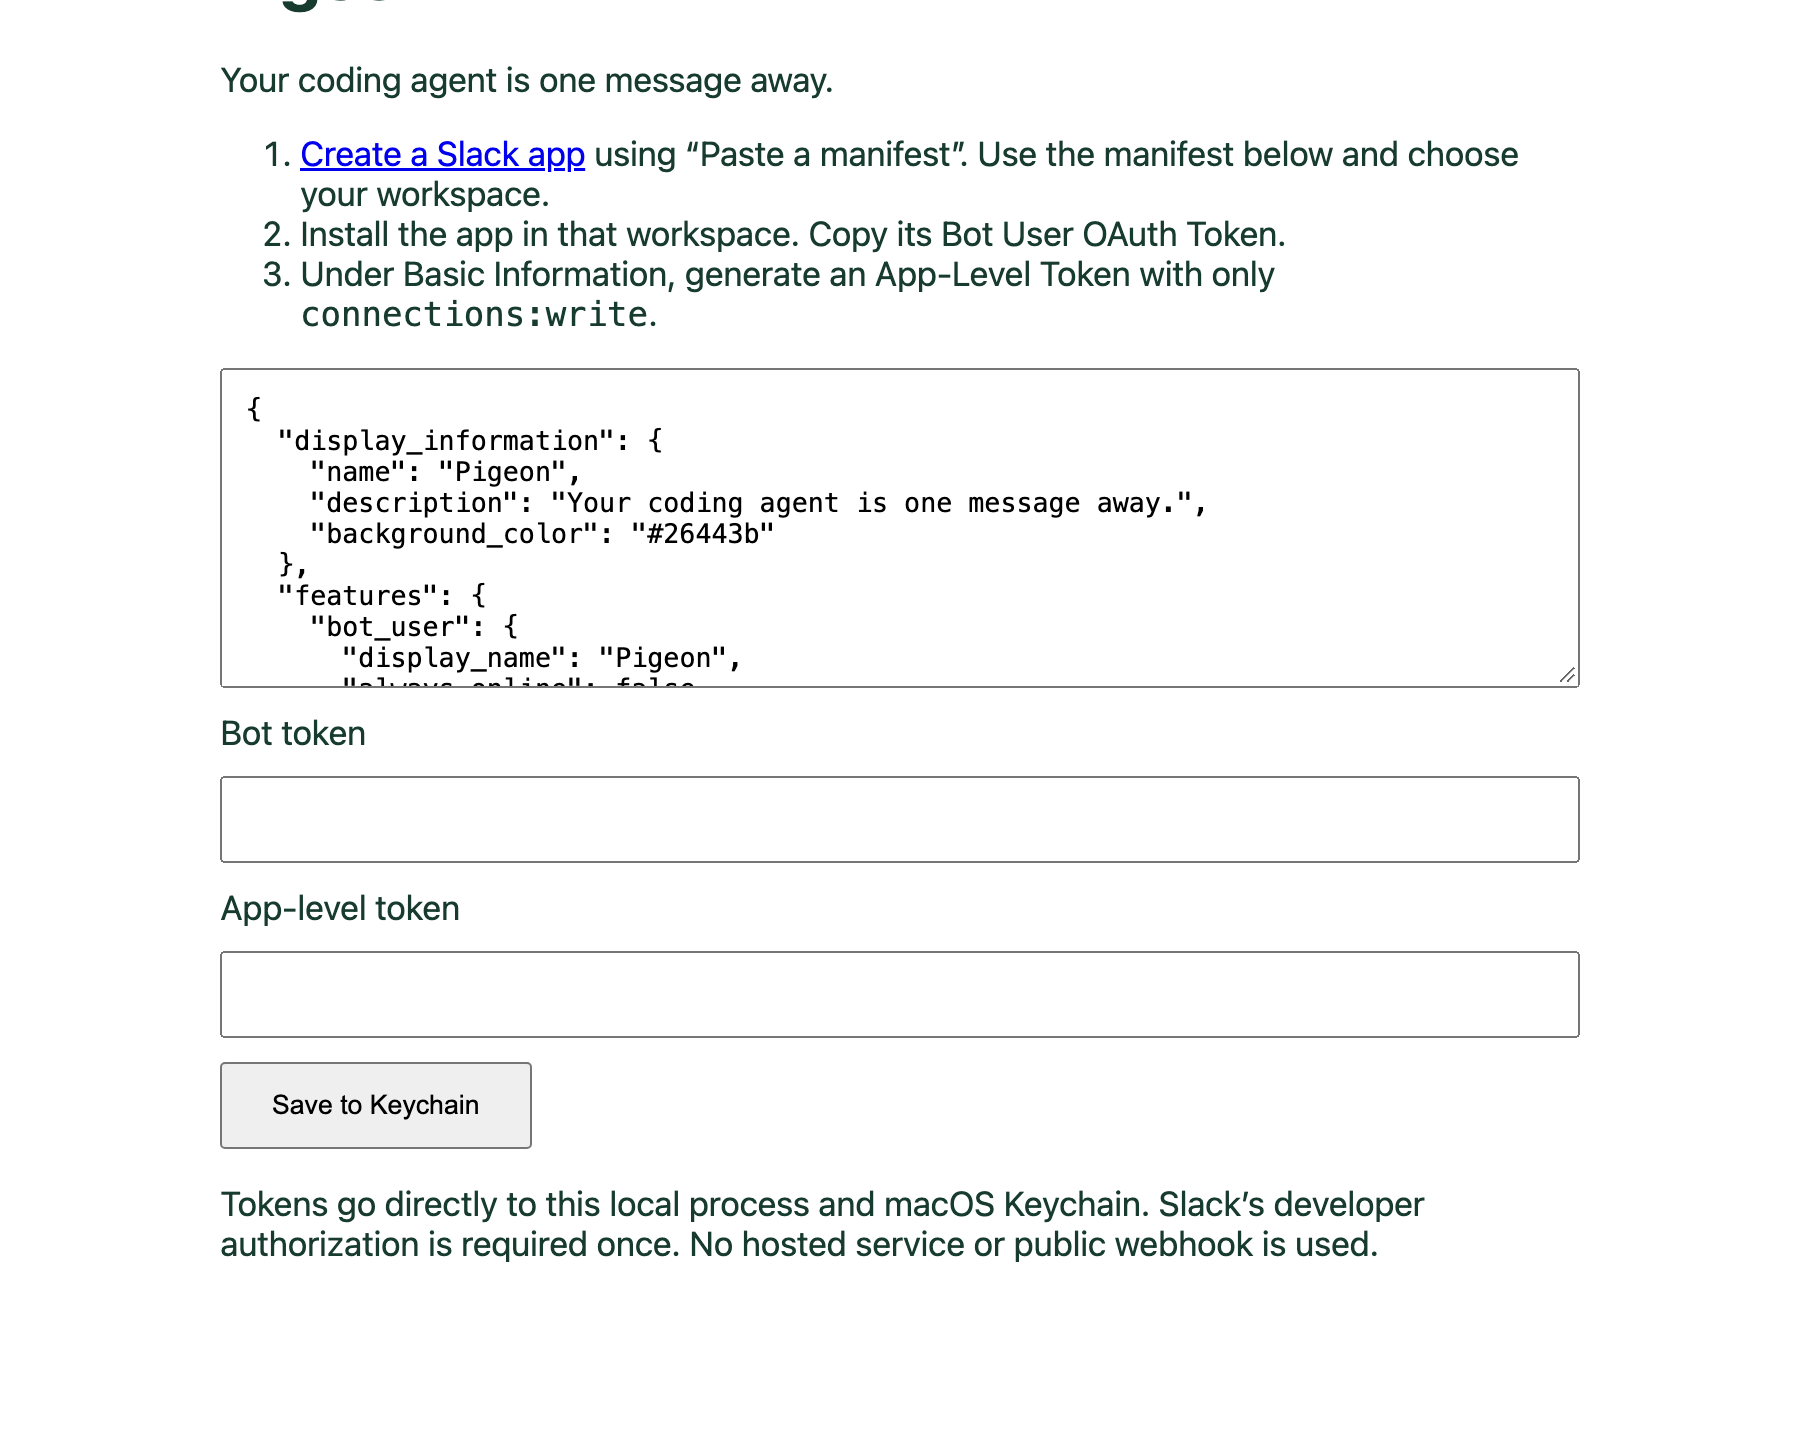 Your coding agent is one message away.
1. Create a Slack app using “Paste a manifest”. Use the manifest below and choose
your workspace.
2. Install the app in that workspace. Copy its Bot User OAuth Token.
3. Under Basic Information, generate an App-Level Token with only
connections:write.
{
  "display_information": {
    "name": "Pigeon",
    "description": "Your coding agent is one message away.",
    "background_color": "#26443b"
  },
  "features": {
    "bot_user": {
      "display_name": "Pigeon",
      "always_online": false
Bot token
App-level token
Save to Keychain
Tokens go directly to this local process and macOS Keychain. Slack’s developer
authorization is required once. No hosted service or public webhook is used.